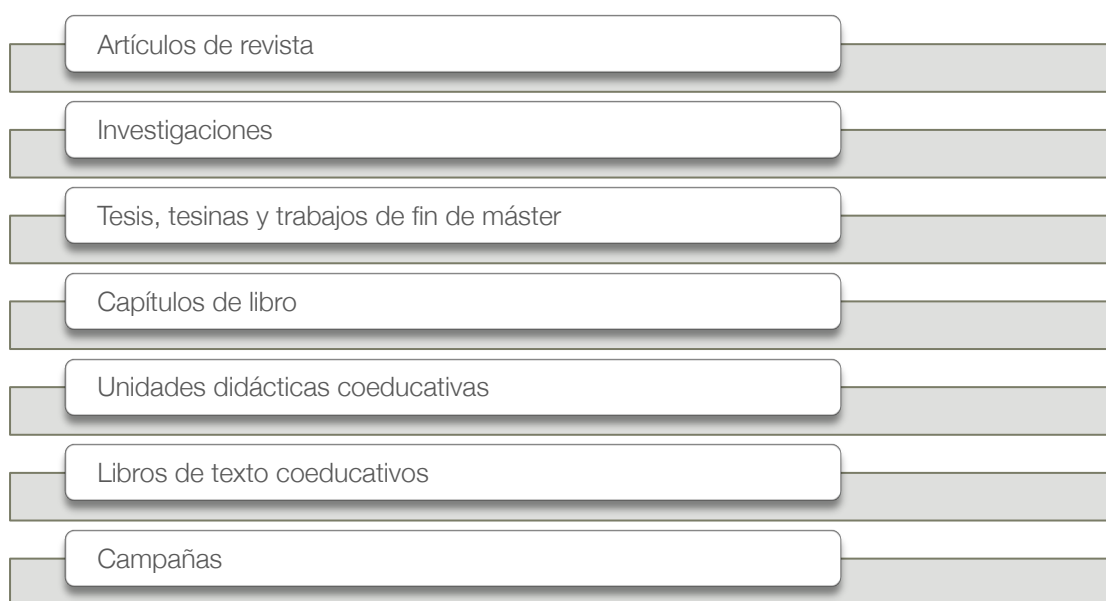 Artículos de revista
Investigaciones
Tesis, tesinas y trabajos de fin de máster
Capítulos de libro
Unidades didácticas coeducativas
Libros de texto coeducativos
Campañas